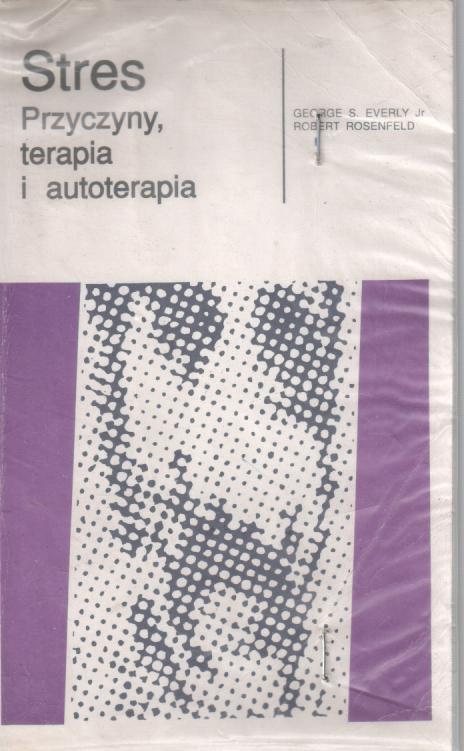 Stres
Przyczyny,
terapia
i autoterapia
GEORGE S. EVERLY Jr
ROBERT ROSENFELD